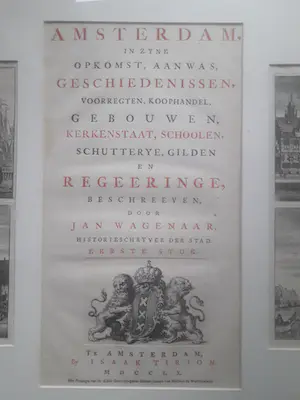 AMSTERDAM,
IN ZYNE
OPKOMST, AANWAS,
GESCHIEDENISSEN,
VOORREGTEN, KOOPHANDEL,
GEBOUWEN,
KERKENSTAAT, SCHOOLEN,
SCHUTTERYE, GILDEN
EN
REGEERINGE,
BESCHREEVEN,
DOOR
JAN WAGENAAR,
HISTORIESCHRYVER DER STAD.
EERSTE STUK.
Te AMSTERDAM,
By ISAAK TIRION
MDCCLX.